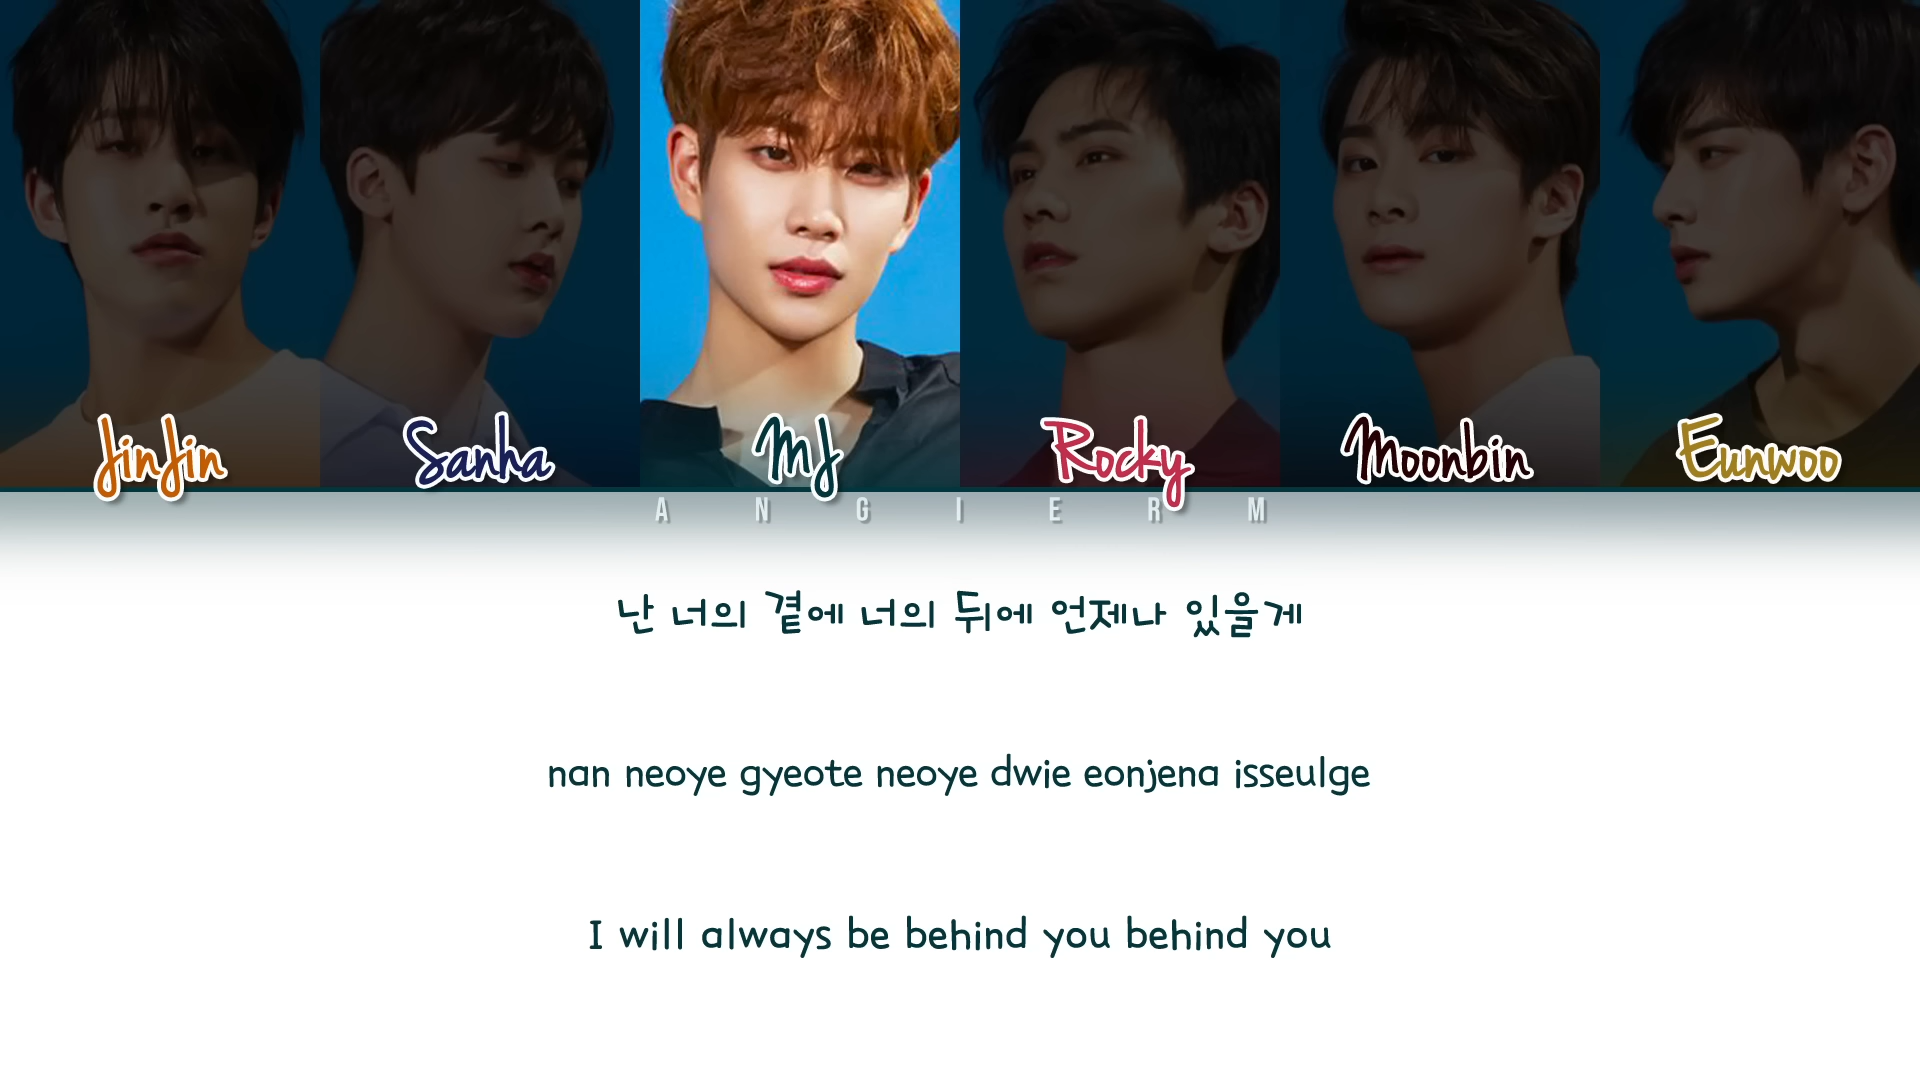 JinJin Sanha MJ Rocky Moonbin Eunwoo
ANGIERM
난 너의 곁에 너의 뒤에 언제나 있을게
nan neoye gyeote neoye dwie eonjena isseulge
I will always be behind you behind you